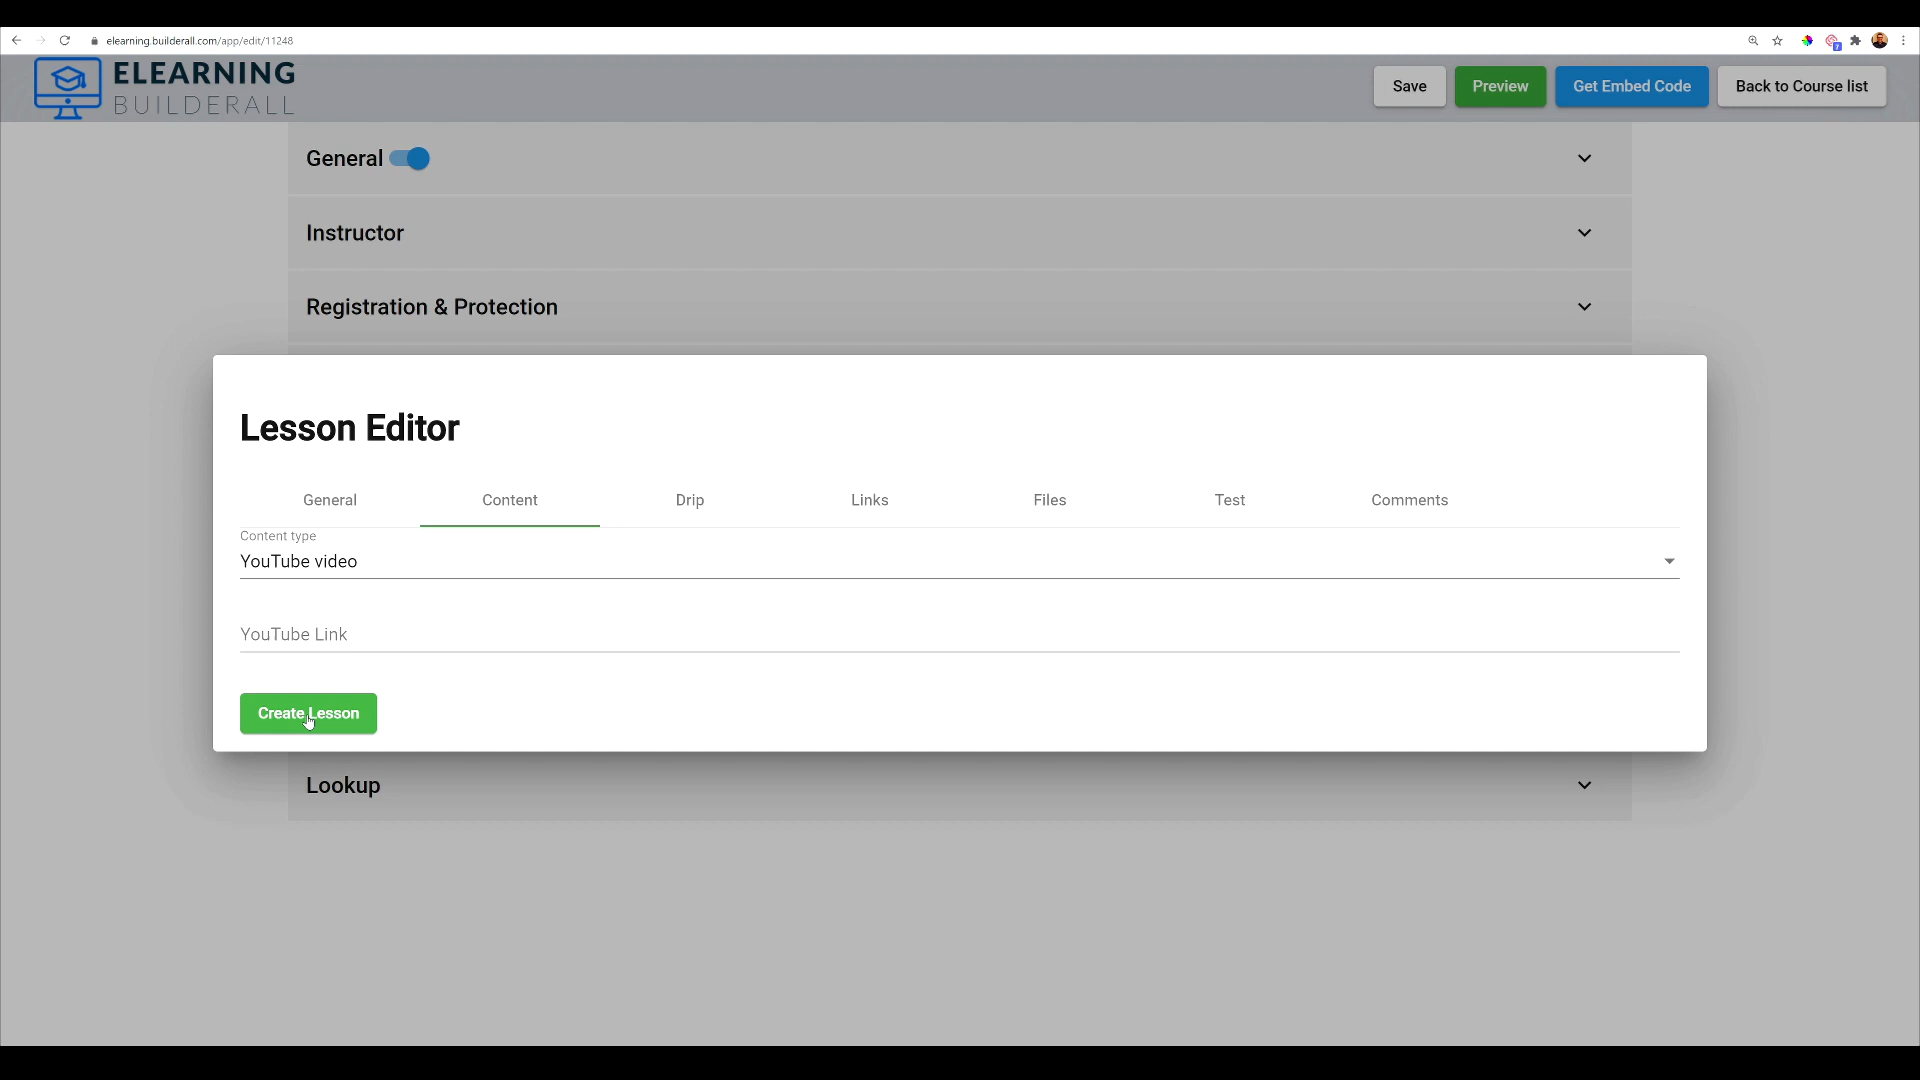 elearning.builderall.com/app/edit/11248
7
ELEARNING
BUILDERALL
Save
Preview
Get Embed Code
Back to Course list
General
Instructor
Registration & Protection
Lesson Editor
General
Content
Drip
Links
Files
Test
Comments
Content type
YouTube video
YouTube Link
Create Lesson
Lookup